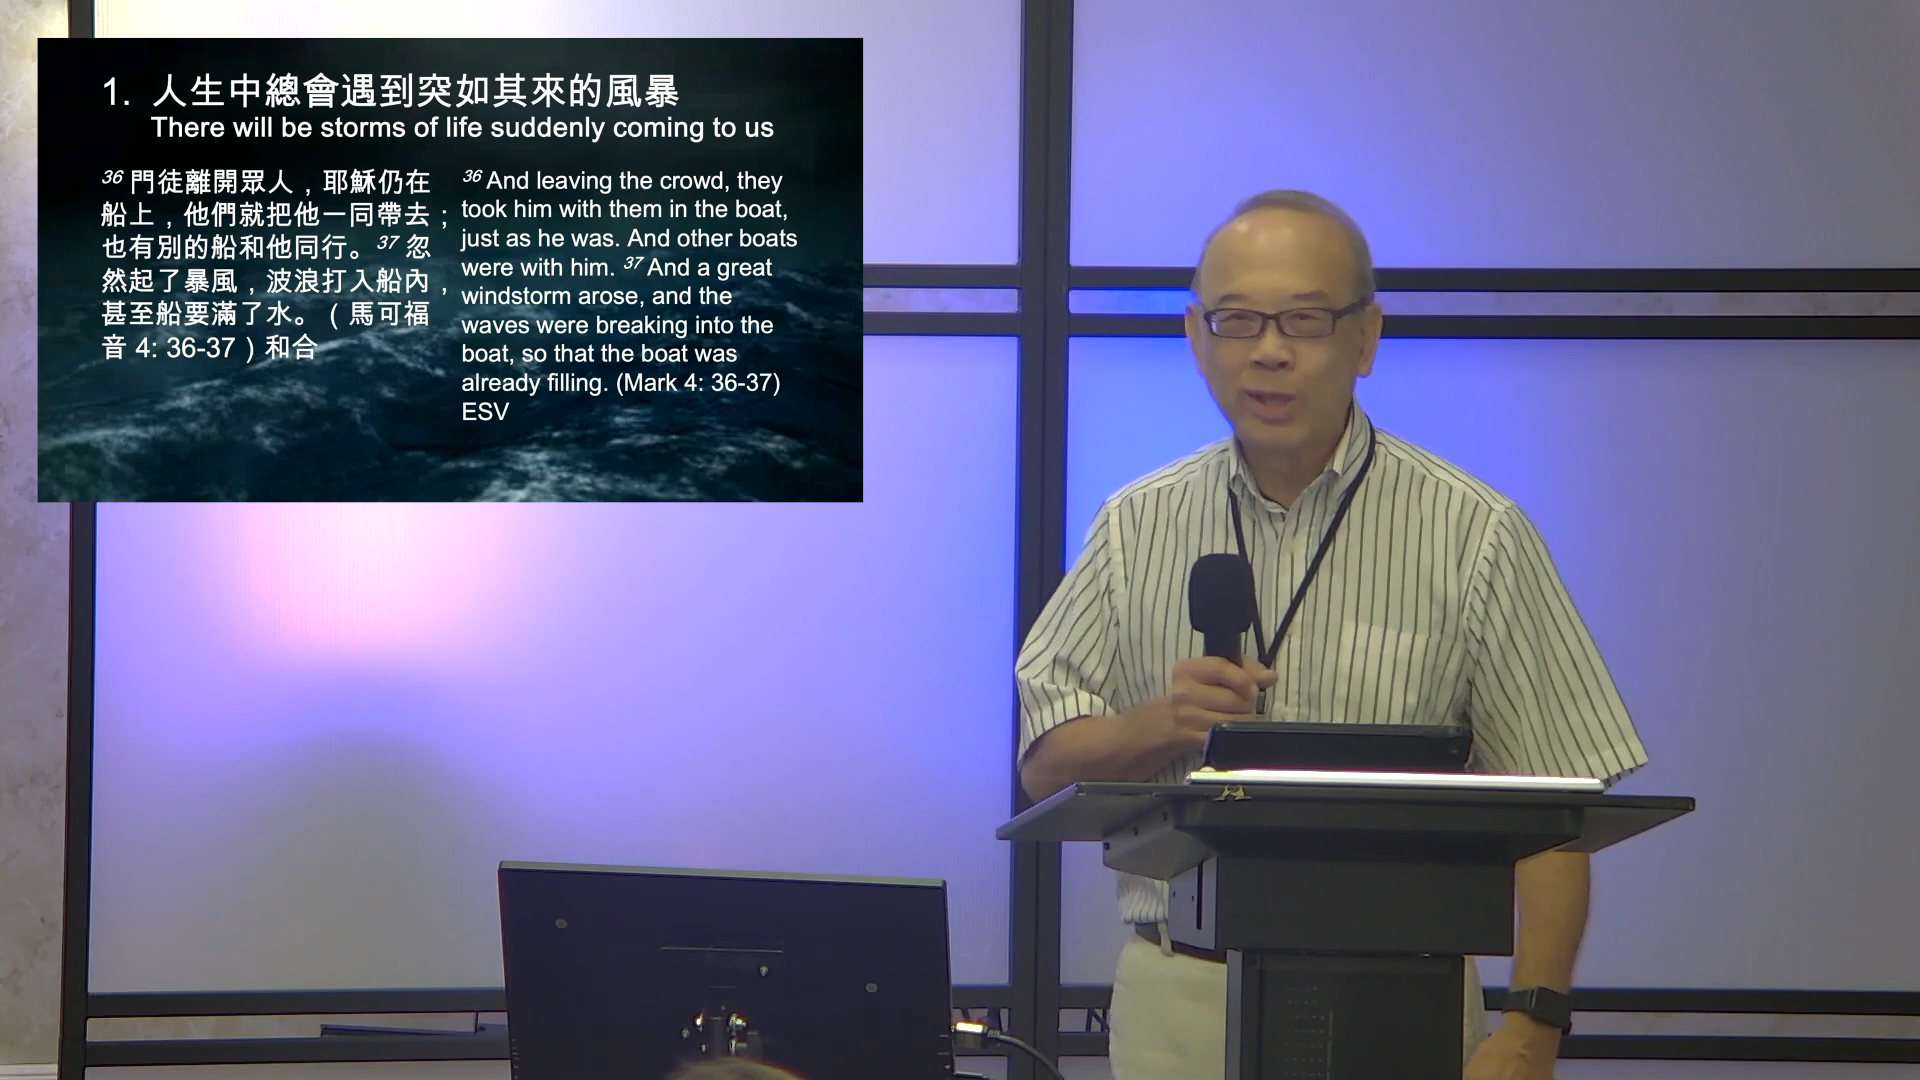 1. 人生中總會遇到突如其來的風暴
There will be storms of life suddenly coming to us
36 門徒離開眾人，耶穌仍在
船上，他們就把他一同帶去；
也有別的船和他同行。37 忽
然起了暴風，波浪打入船內，
甚至船要滿了水。（馬可福
音 4: 36-37）和合
36 And leaving the crowd, they
took him with them in the boat,
just as he was. And other boats
were with him. 37 And a great
windstorm arose, and the
waves were breaking into the
boat, so that the boat was
already filling. (Mark 4: 36-37)
ESV